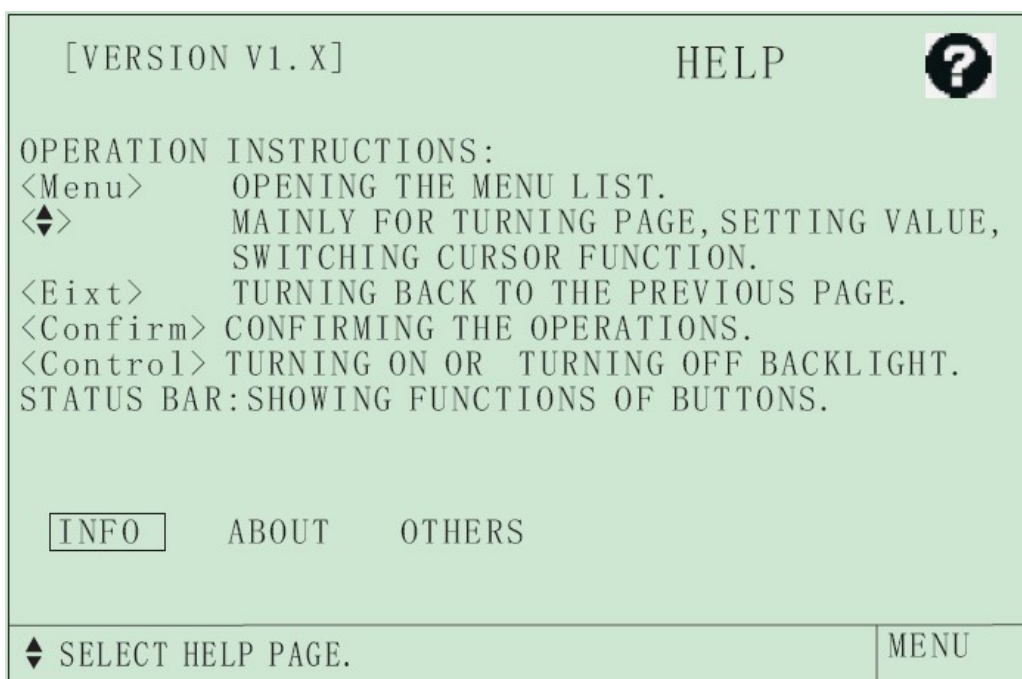 [VERSION V1.X] HELP ?
OPERATION INSTRUCTIONS:
<Menu> OPENING THE MENU LIST.
<♦> MAINLY FOR TURNING PAGE, SETTING VALUE,
SWITCHING CURSOR FUNCTION.
<Eixt> TURNING BACK TO THE PREVIOUS PAGE.
<Confirm> CONFIRMING THE OPERATIONS.
<Control> TURNING ON OR TURNING OFF BACKLIGHT.
STATUS BAR:SHOWING FUNCTIONS OF BUTTONS.
INFO ABOUT OTHERS
♦ SELECT HELP PAGE. MENU